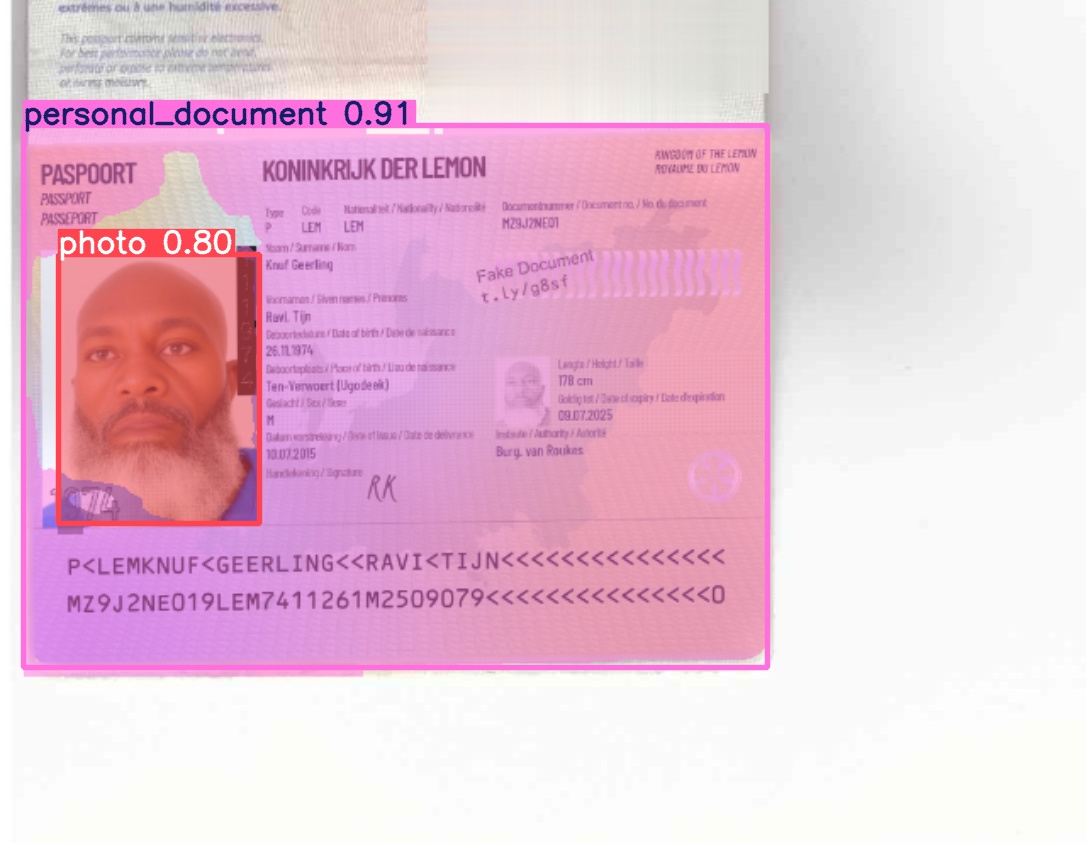 extrêmes ou à une humidité excessive.
This passport contains sensitive electronics.
For best performance please do not bend,
perforate or expose to extreme temperatures
or excess moisture.
personal_document 0.91
PASPOORT
PASSPORT
PASSEPORT
KONINKRIJK DER LEMON
KINGDOM OF THE LEMON
ROYAUME DU LEMON
Type
Code
Nationaliteit / Nationality / Nationalité
Documentnummer / Document no. / No. du document
P
LEM
LEM
MZ9J2NE01
photo 0.80
Naam / Surname / Nom
Knuf Geerling
Fake Document
t.ly/g8sf
Voornamen / Given names / Prénoms
Ravi, Tijn
Geboortedatum / Date of birth / Date de naissance
26.11.1974
Geboorteplaats / Place of birth / Lieu de naissance
Ten-Verwoert (Ugodeek)
Geslacht / Sex / Sexe
M
Lengte / Height / Taille
178 cm
Geldig tot / Date of expiry / Date d'expiration
09.07.2025
Datum verstrekking / Date of issue / Date de délivrance
10.07.2015
Instantie / Authority / Autorité
Burg. van Roukes
Handtekening / Signature
RK
1974
P<LEMKNUF<GEERLING<<RAVI<TIJN<<<<<<<<<<<<<<<
MZ9J2NE019LEM7411261M2509079<<<<<<<<<<<<<<<0